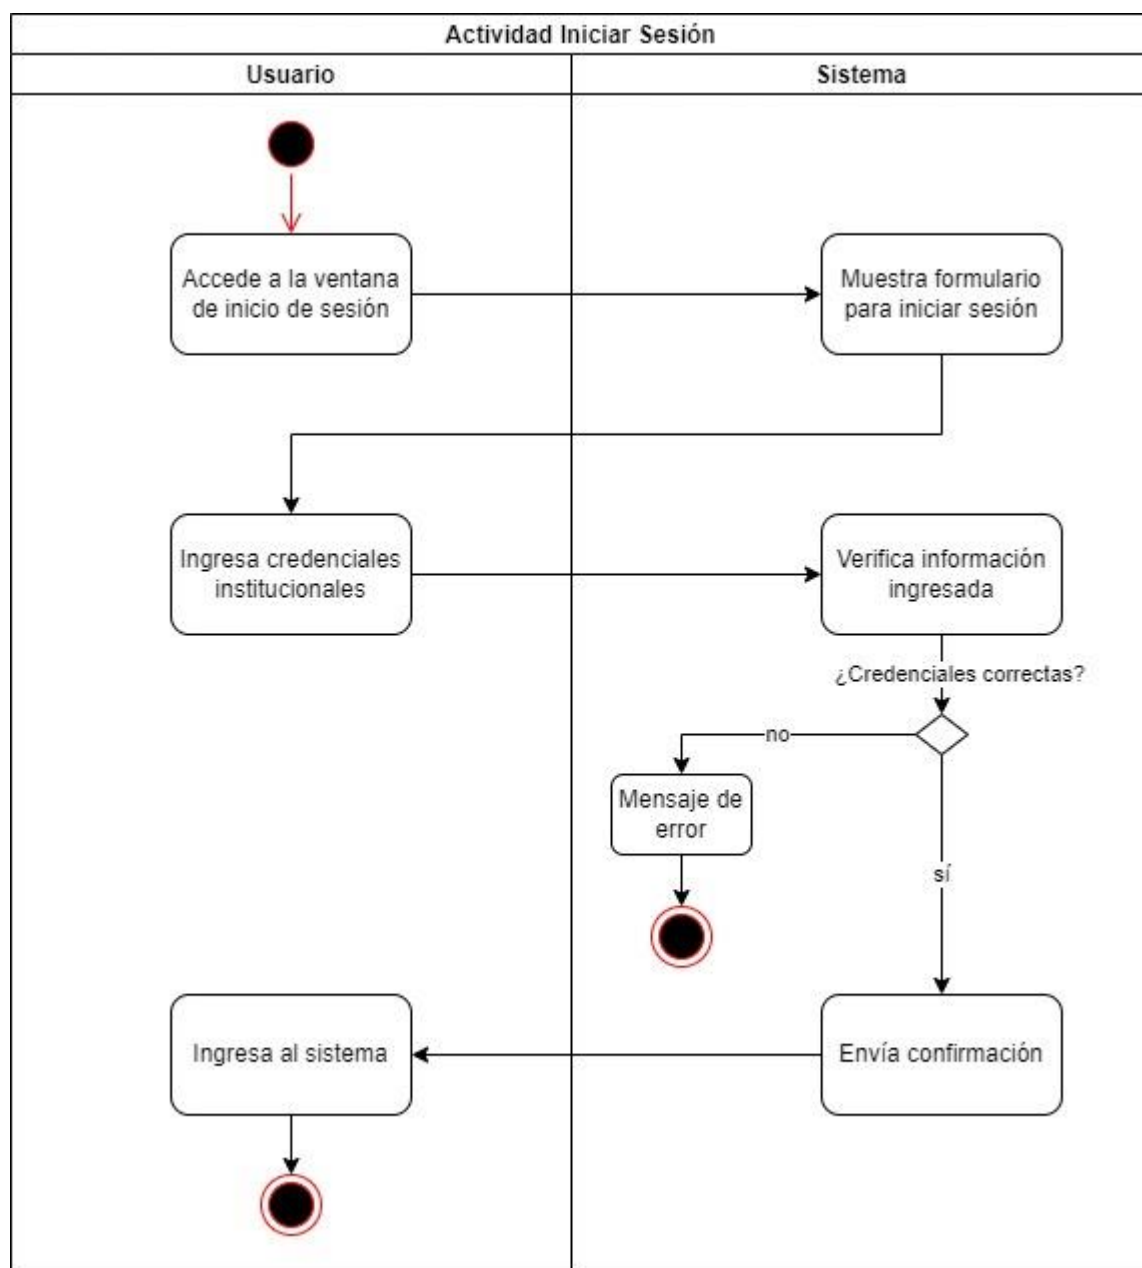 Actividad Iniciar Sesión
Usuario
Sistema
Accede a la ventana
de inicio de sesión
Muestra formulario
para iniciar sesión
Ingresa credenciales
institucionales
Verifica información
ingresada
¿Credenciales correctas?
no
Mensaje de
error
sí
Ingresa al sistema
Envía confirmación